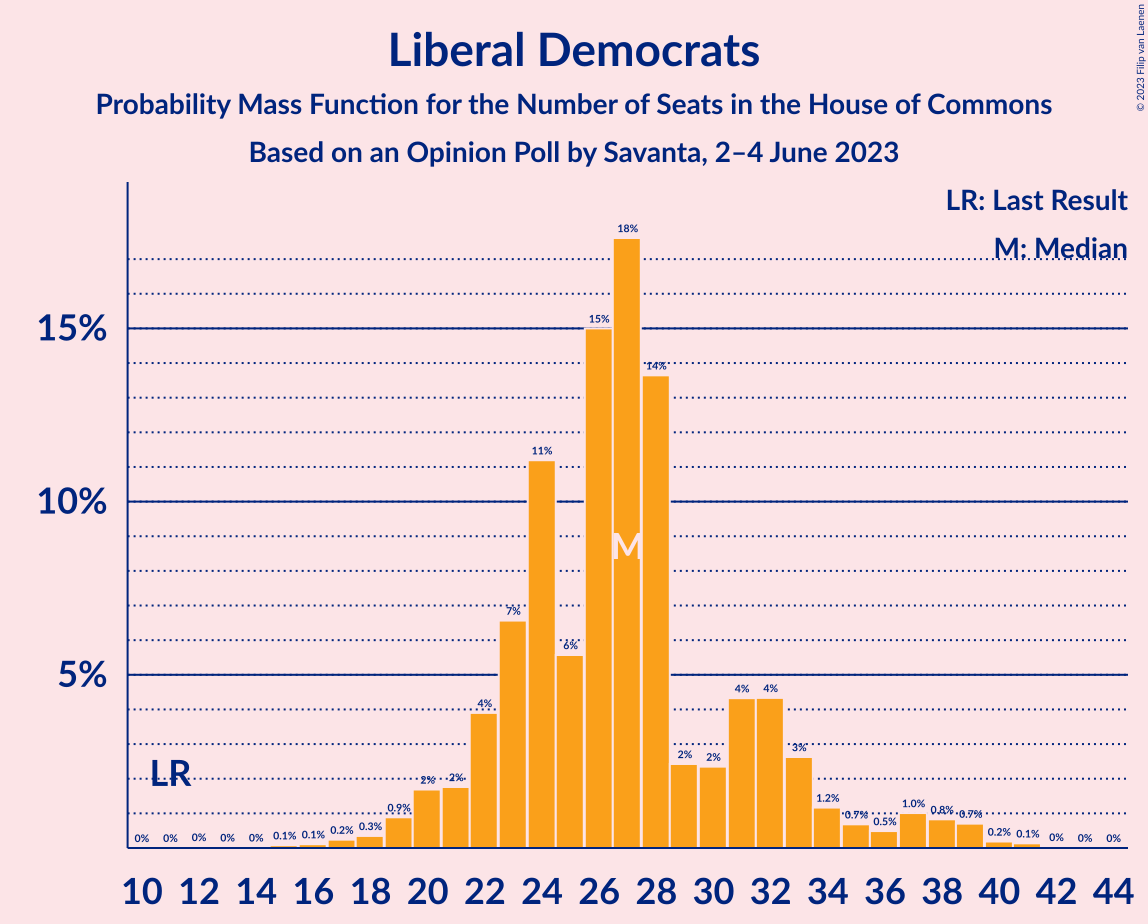 Liberal Democrats
Probability Mass Function for the Number of Seats in the House of Commons
Based on an Opinion Poll by Savanta, 2–4 June 2023
© 2023 Filip van Laenen
LR: Last Result
M: Median
15%
10%
5%
LR
M
0% 0% 0% 0% 0% 0.1% 0.1% 0.2% 0.3% 0.9% 2% 2% 4% 7% 11% 6% 15% 18% 14% 2% 2% 4% 4% 3% 1.2% 0.7% 0.5% 1.0% 0.8% 0.7% 0.2% 0.1% 0% 0% 0%
10 12 14 16 18 20 22 24 26 28 30 32 34 36 38 40 42 44